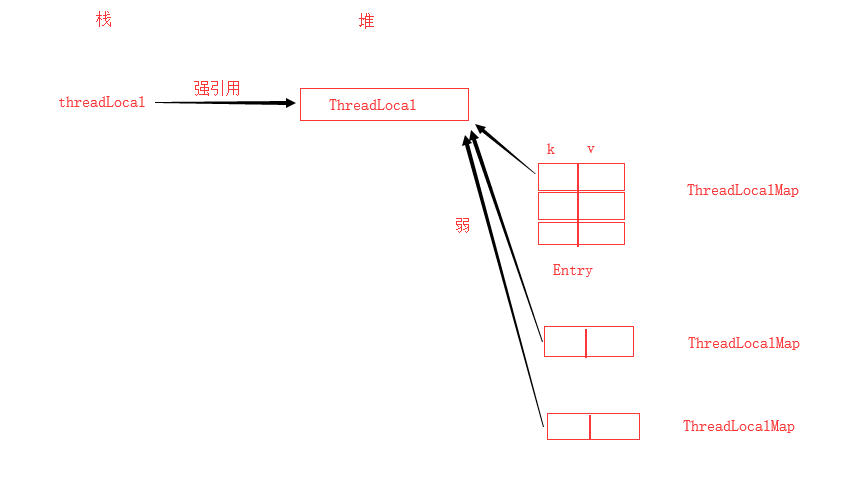 栈
堆
强引用
threadLocal
ThreadLocal
k
v
ThreadLocalMap
弱
Entry
ThreadLocalMap
ThreadLocalMap